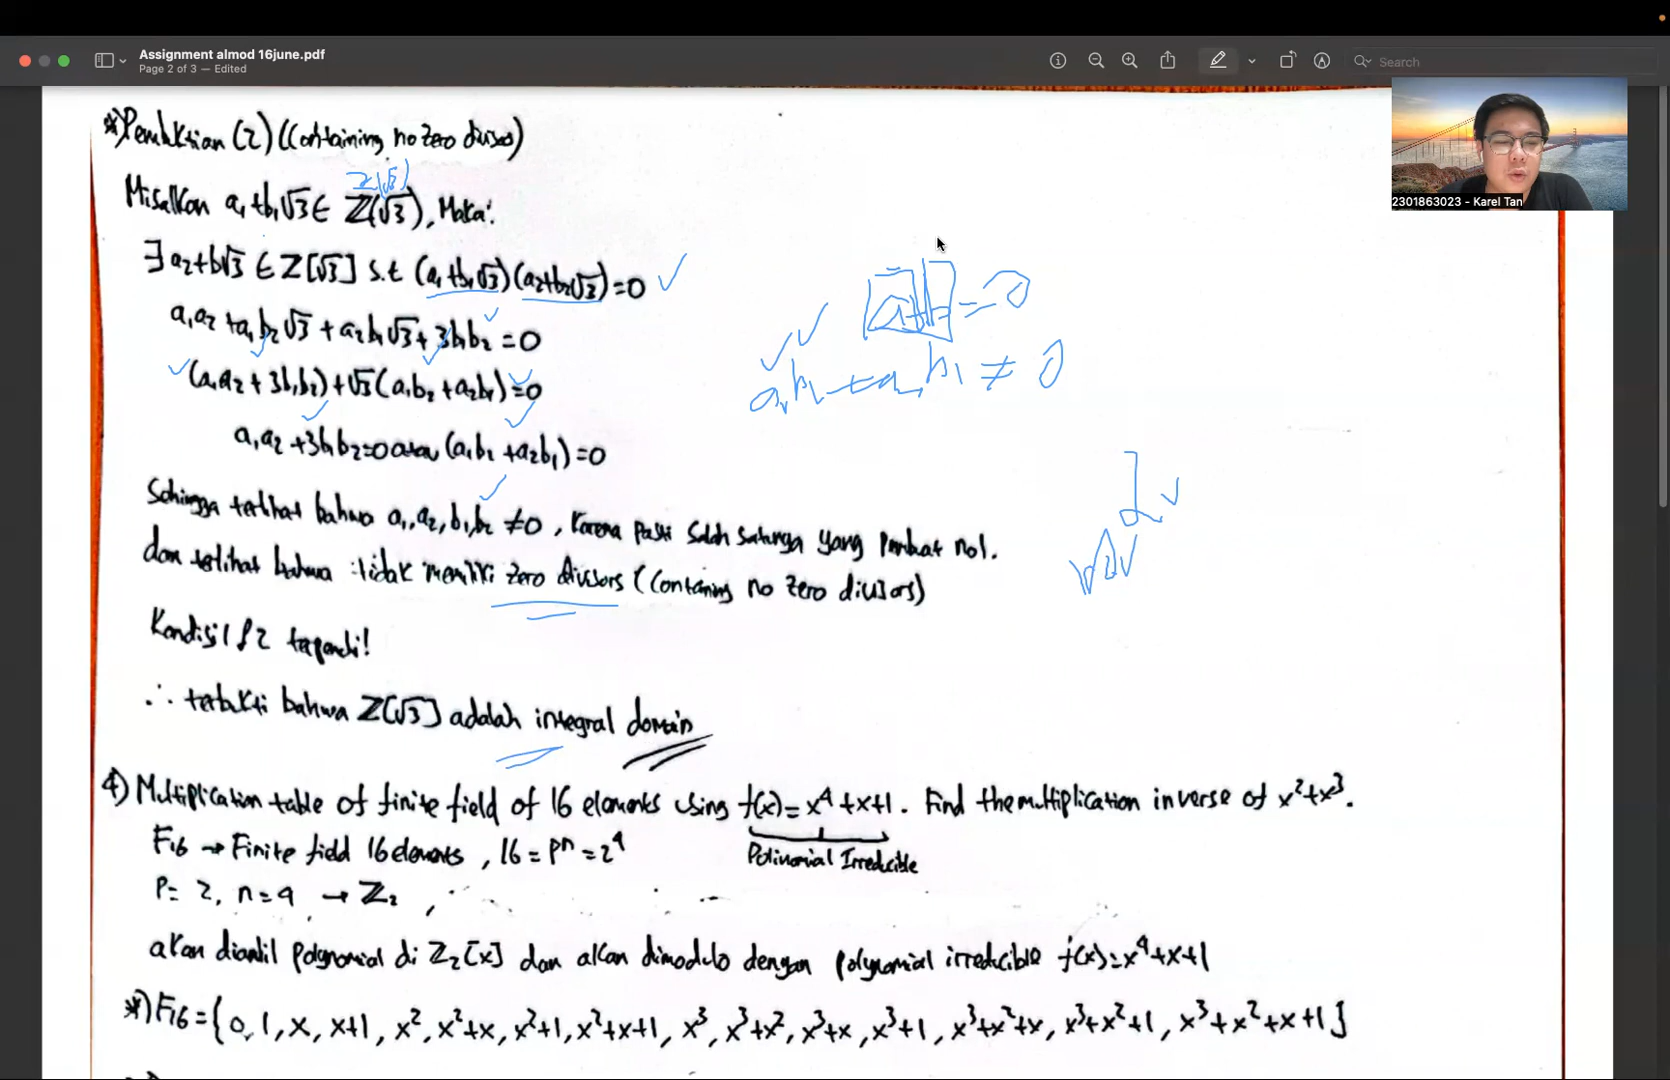 Assignment almod 16june.pdf
Page 2 of 3 — Edited
Search
2301863023 - Karel Tan
*) Pembuktian (2) (Containing no zero divisor)
Z(√3)
Misalkan a₁+b₁√3 ∈ Z(√3), Maka:
∃ a₂+b√3 ∈ Z[√3] s.t (a₁+b₁√3)(a₂+b₂√3)=0
a₁a₂ + a₁b₂√3 + a₂b₁√3 + 3b₁b₂ = 0
(a₁a₂ + 3b₁b₂) + √3(a₁b₂ + a₂b₁) = 0
a₁a₂ + 3b₁b₂=0 atau (a₁b₂ + a₂b₁) = 0
Sehingga terlihat bahwa a₁,a₂,b₁,b₂ ≠0, karena pasti salah satunya yang membuat nol.
dan terlihat bahwa tidak memiliki zero divisors (containing no zero divisors)
Kondisi 1 & 2 terpenuhi!
∴ terbukti bahwa Z[√3] adalah integral domain
=0
b₁ ≠ 0
4) Multiplication table of finite field of 16 elements using f(x)= x⁴+x+1. Find the multiplication inverse of x²+x³.
Polinomial Irreducible
F₁₆ → Finite field 16 elements, 16 = pⁿ = 2⁴
P= 2, n=4 → Z₂,
akan diambil Polynomial di Z₂[x] dan akan dimodulo dengan polynomial irreducible f(x)=x⁴+x+1
*) F₁₆ = {0, 1, x, x+1, x², x²+x, x²+1, x²+x+1, x³, x³+x², x³+x, x³+1, x³+x²+x, x³+x²+1, x³+x²+x+1}